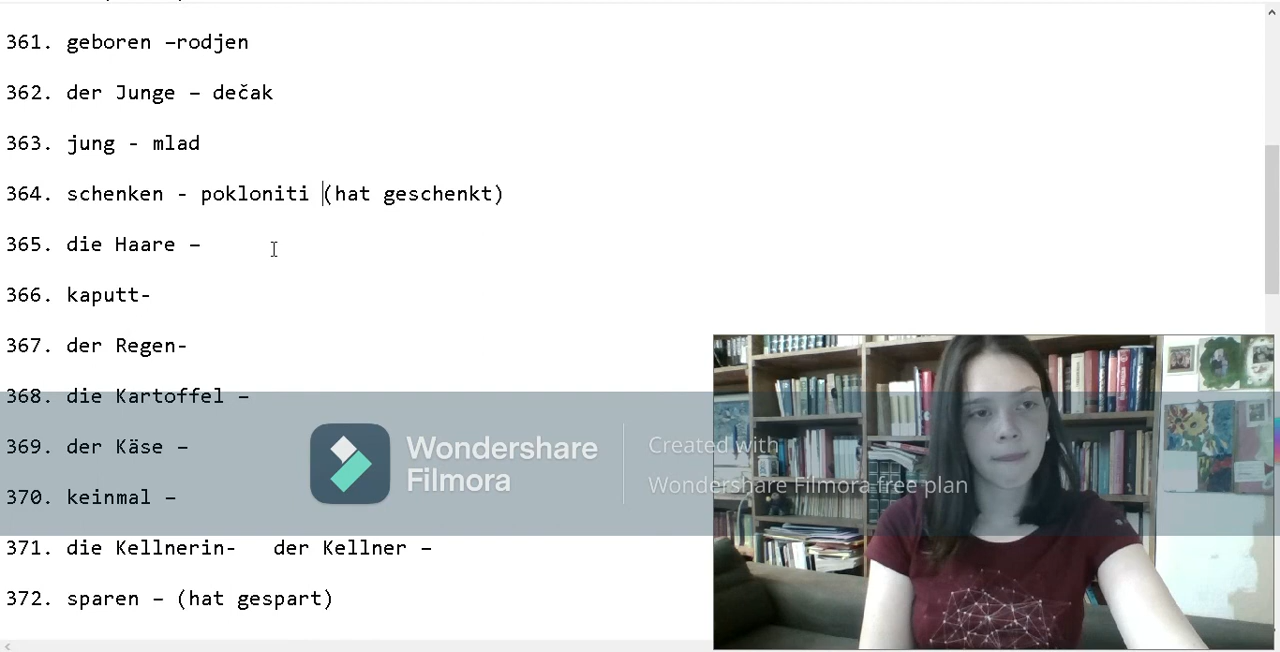 361. geboren –rodjen
362. der Junge – dečak
363. jung - mlad
364. schenken - pokloniti (hat geschenkt)
365. die Haare –
366. kaputt-
367. der Regen-
368. die Kartoffel –
369. der Käse –
370. keinmal –
371. die Kellnerin- der Kellner –
372. sparen – (hat gespart)
Wondershare
Filmora
Created with
Wondershare Filmora free plan